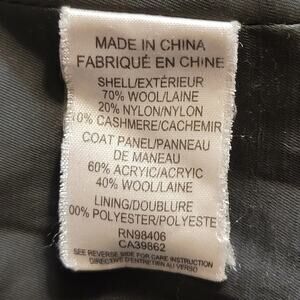 MADE IN CHINA
FABRIQUÉ EN CHINE
SHELL/EXTÉRIEUR
70% WOOL/LAINE
20% NYLON/NYLON
10% CASHMERE/CACHEMIR
COAT PANEL/PANNEAU
DE MANEAU
60% ACRYLIC/ACRYLIC
40% WOOL/LAINE
LINING/DOUBLURE
00% POLYESTER/POLYESTE
RN98406
CA39862
SEE REVERSE SIDE FOR CARE INSTRUCTION
DIRECTIVE D'ENTRETIEN AU VERSO